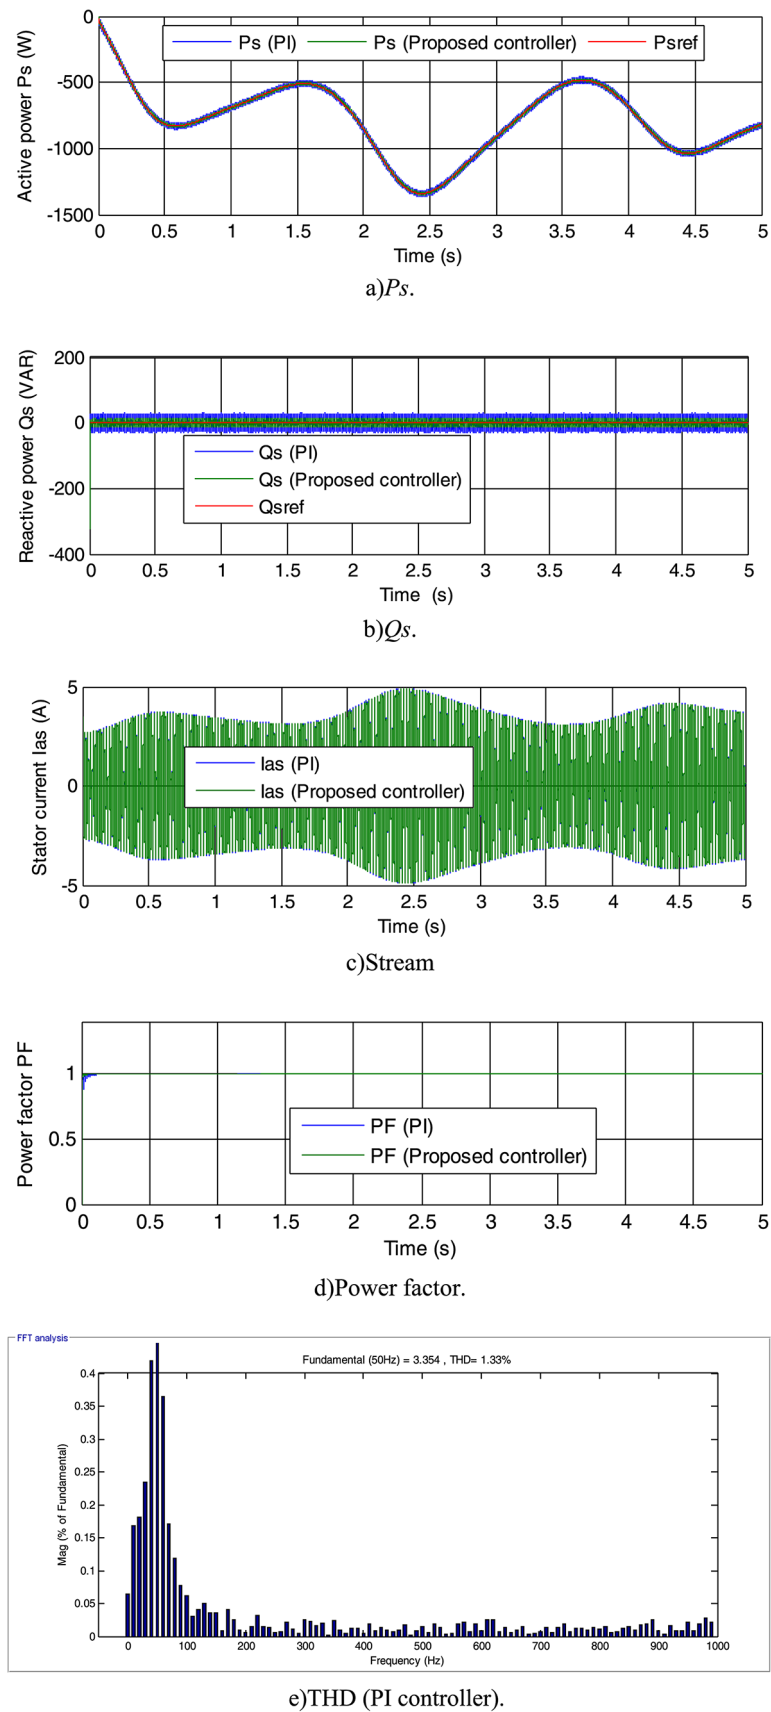 Active power Ps (W)
0
-500
-1000
-1500
Ps (PI) Ps (Proposed controller) Psref
0 0.5 1 1.5 2 2.5 3 3.5 4 4.5 5
Time (s)
a)Ps.
Reactive power Qs (VAR)
200
0
-200
-400
Qs (PI)
Qs (Proposed controller)
Qsref
0 0.5 1 1.5 2 2.5 3 3.5 4 4.5 5
Time (s)
b)Qs.
Stator current Ias (A)
5
0
-5
Ias (PI)
Ias (Proposed controller)
0 0.5 1 1.5 2 2.5 3 3.5 4 4.5 5
Time (s)
c)Stream
Power factor PF
1
0.5
0
PF (PI)
PF (Proposed controller)
0 0.5 1 1.5 2 2.5 3 3.5 4 4.5 5
Time (s)
d)Power factor.
FFT analysis
Fundamental (50Hz) = 3.354 , THD= 1.33%
Mag (% of Fundamental)
0.4
0.35
0.3
0.25
0.2
0.15
0.1
0.05
0
0 100 200 300 400 500 600 700 800 900 1000
Frequency (Hz)
e)THD (PI controller).